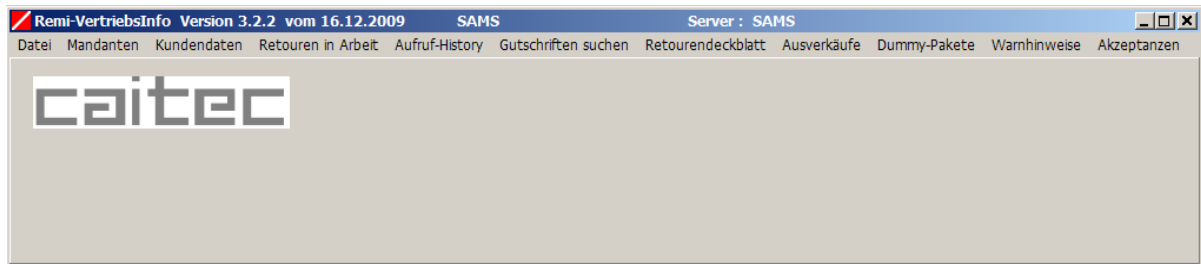 Remi-VertriebsInfo Version 3.2.2 vom 16.12.2009 SAMS Server : SAMS
Datei Mandanten Kundendaten Retouren in Arbeit Aufruf-History Gutschriften suchen Retourendeckblatt Ausverkäufe Dummy-Pakete Warnhinweise Akzeptanzen
caitec